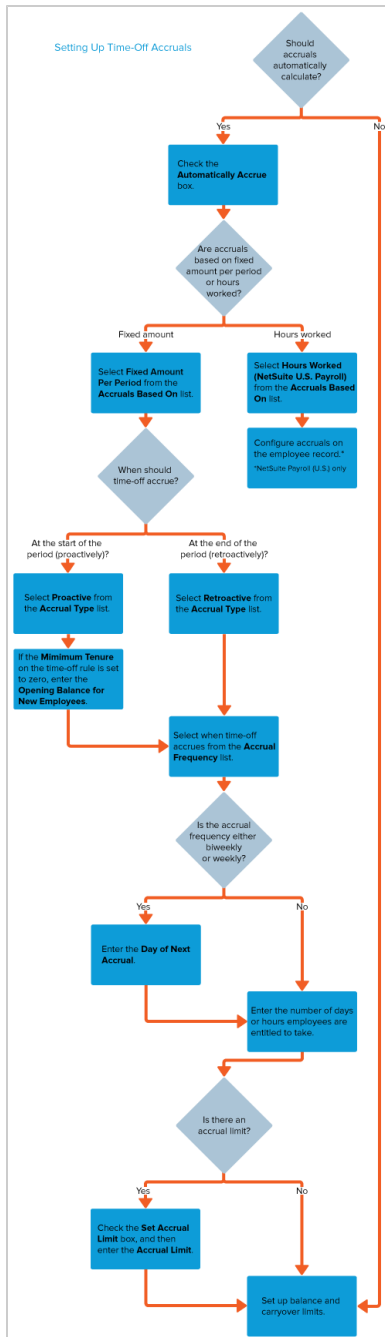 Setting Up Time-Off Accruals
Should
accruals
automatically
calculate?
Yes
No
Check the
Automatically Accrue
box.
Are accruals
based on fixed
amount per period
or hours
worked?
Fixed amount
Hours worked
Select Fixed Amount
Per Period from the
Accruals Based On list.
Select Hours Worked
(NetSuite U.S. Payroll)
from the Accruals Based
On list.
Configure accruals on
the employee record.*
*NetSuite Payroll (U.S.) only
When should
time-off accrue?
At the start of the
period (proactively)?
At the end of the
period (retroactively)?
Select Proactive from
the Accrual Type list.
Select Retroactive from
the Accrual Type list.
If the Mimimum Tenure
on the time-off rule is set
to zero, enter the
Opening Balance for
New Employees.
Select when time-off
accrues from the Accrual
Frequency list.
Is the accrual
frequency either
biweekly
or weekly?
Yes
No
Enter the Day of Next
Accrual.
Enter the number of days
or hours employees are
entitled to take.
Is there an
accrual limit?
Yes
No
Check the Set Accrual
Limit box, and then
enter the Accrual Limit.
Set up balance and
carryover limits.